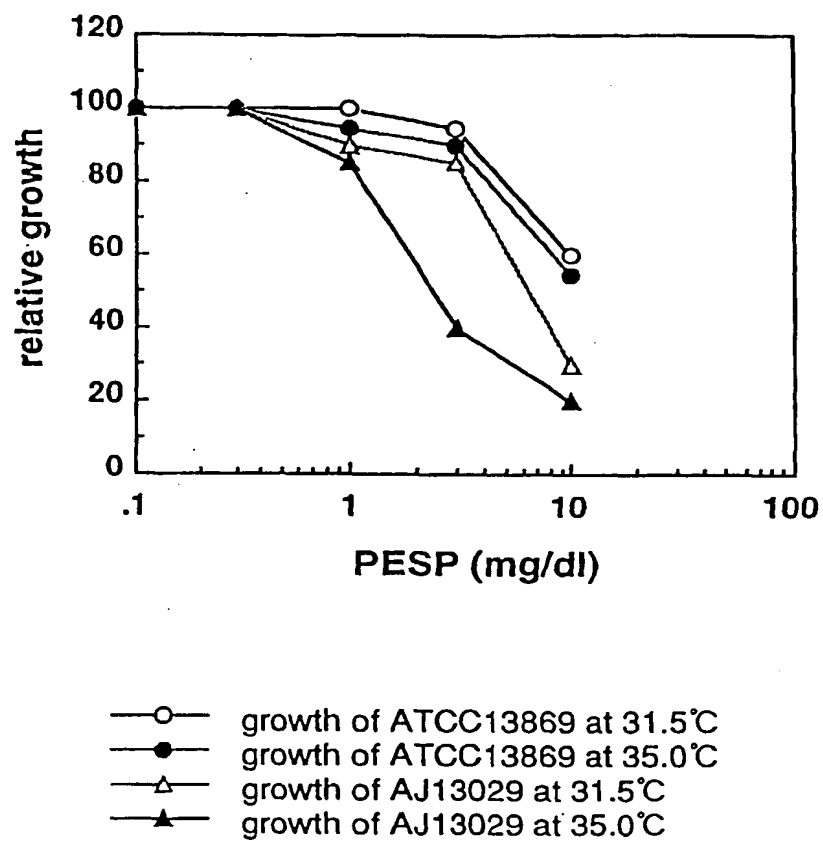 120
100
80
60
40
20
0
relative growth
.1 1 10 100
PESP (mg/dl)
growth of ATCC13869 at 31.5℃
growth of ATCC13869 at 35.0℃
growth of AJ13029 at 31.5℃
growth of AJ13029 at 35.0℃